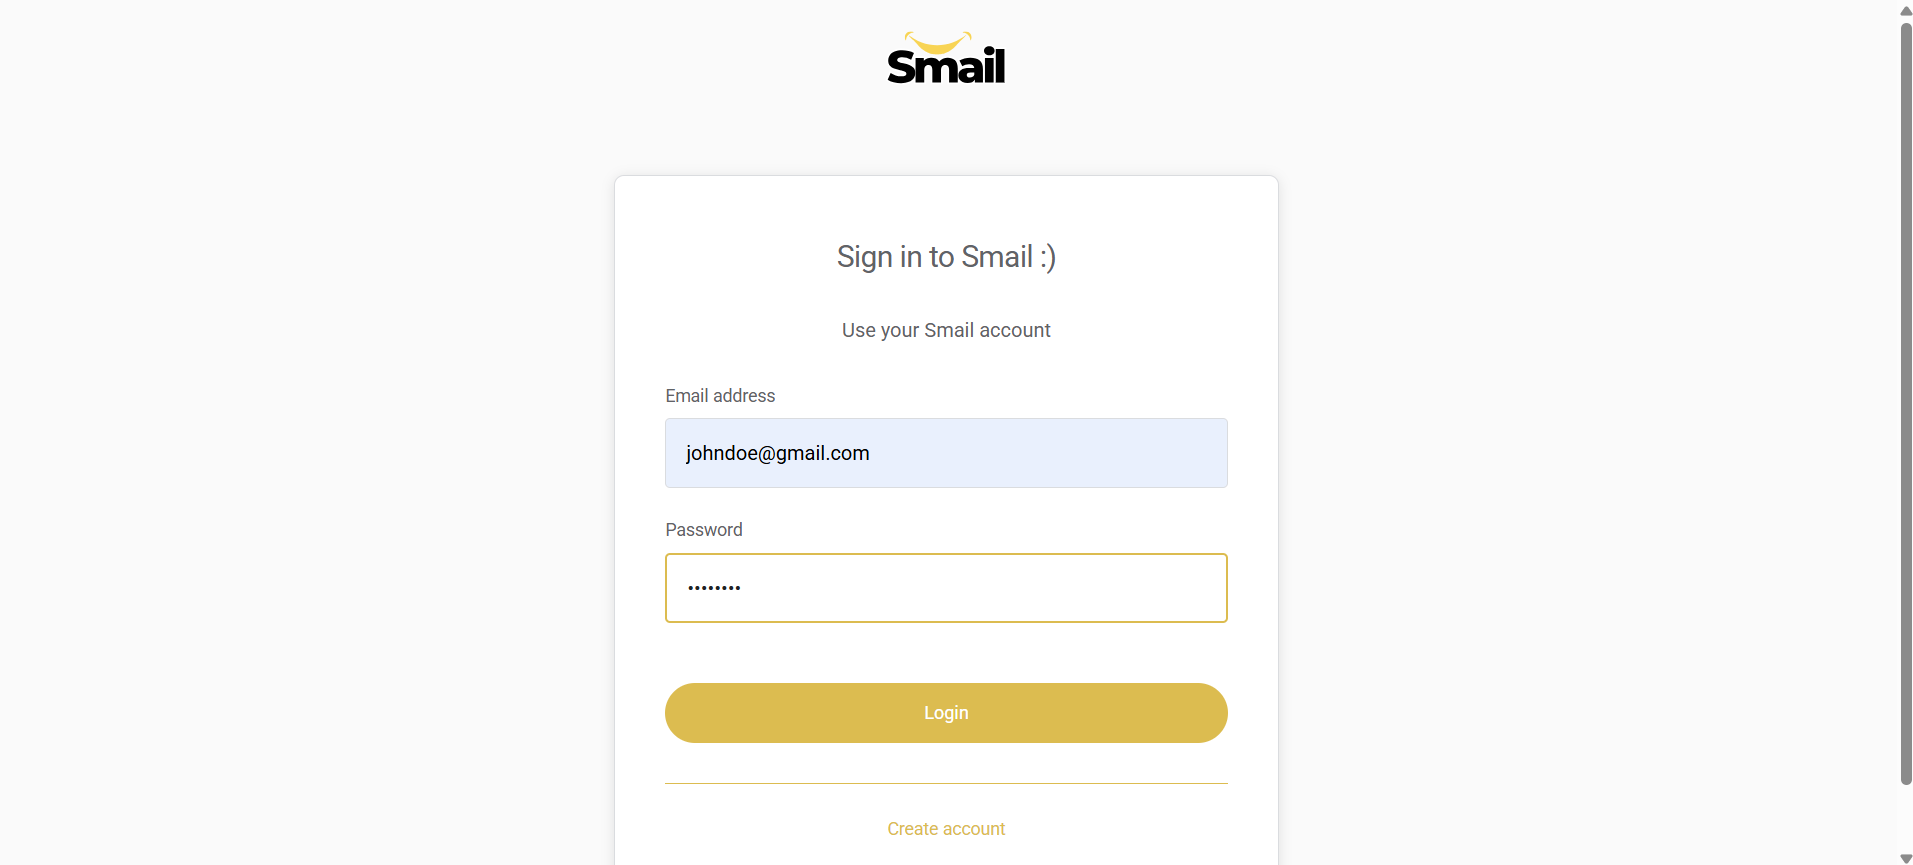 Smail
Sign in to Smail :)
Use your Smail account
Email address
johndoe@gmail.com
Password
••••••••
Login
Create account